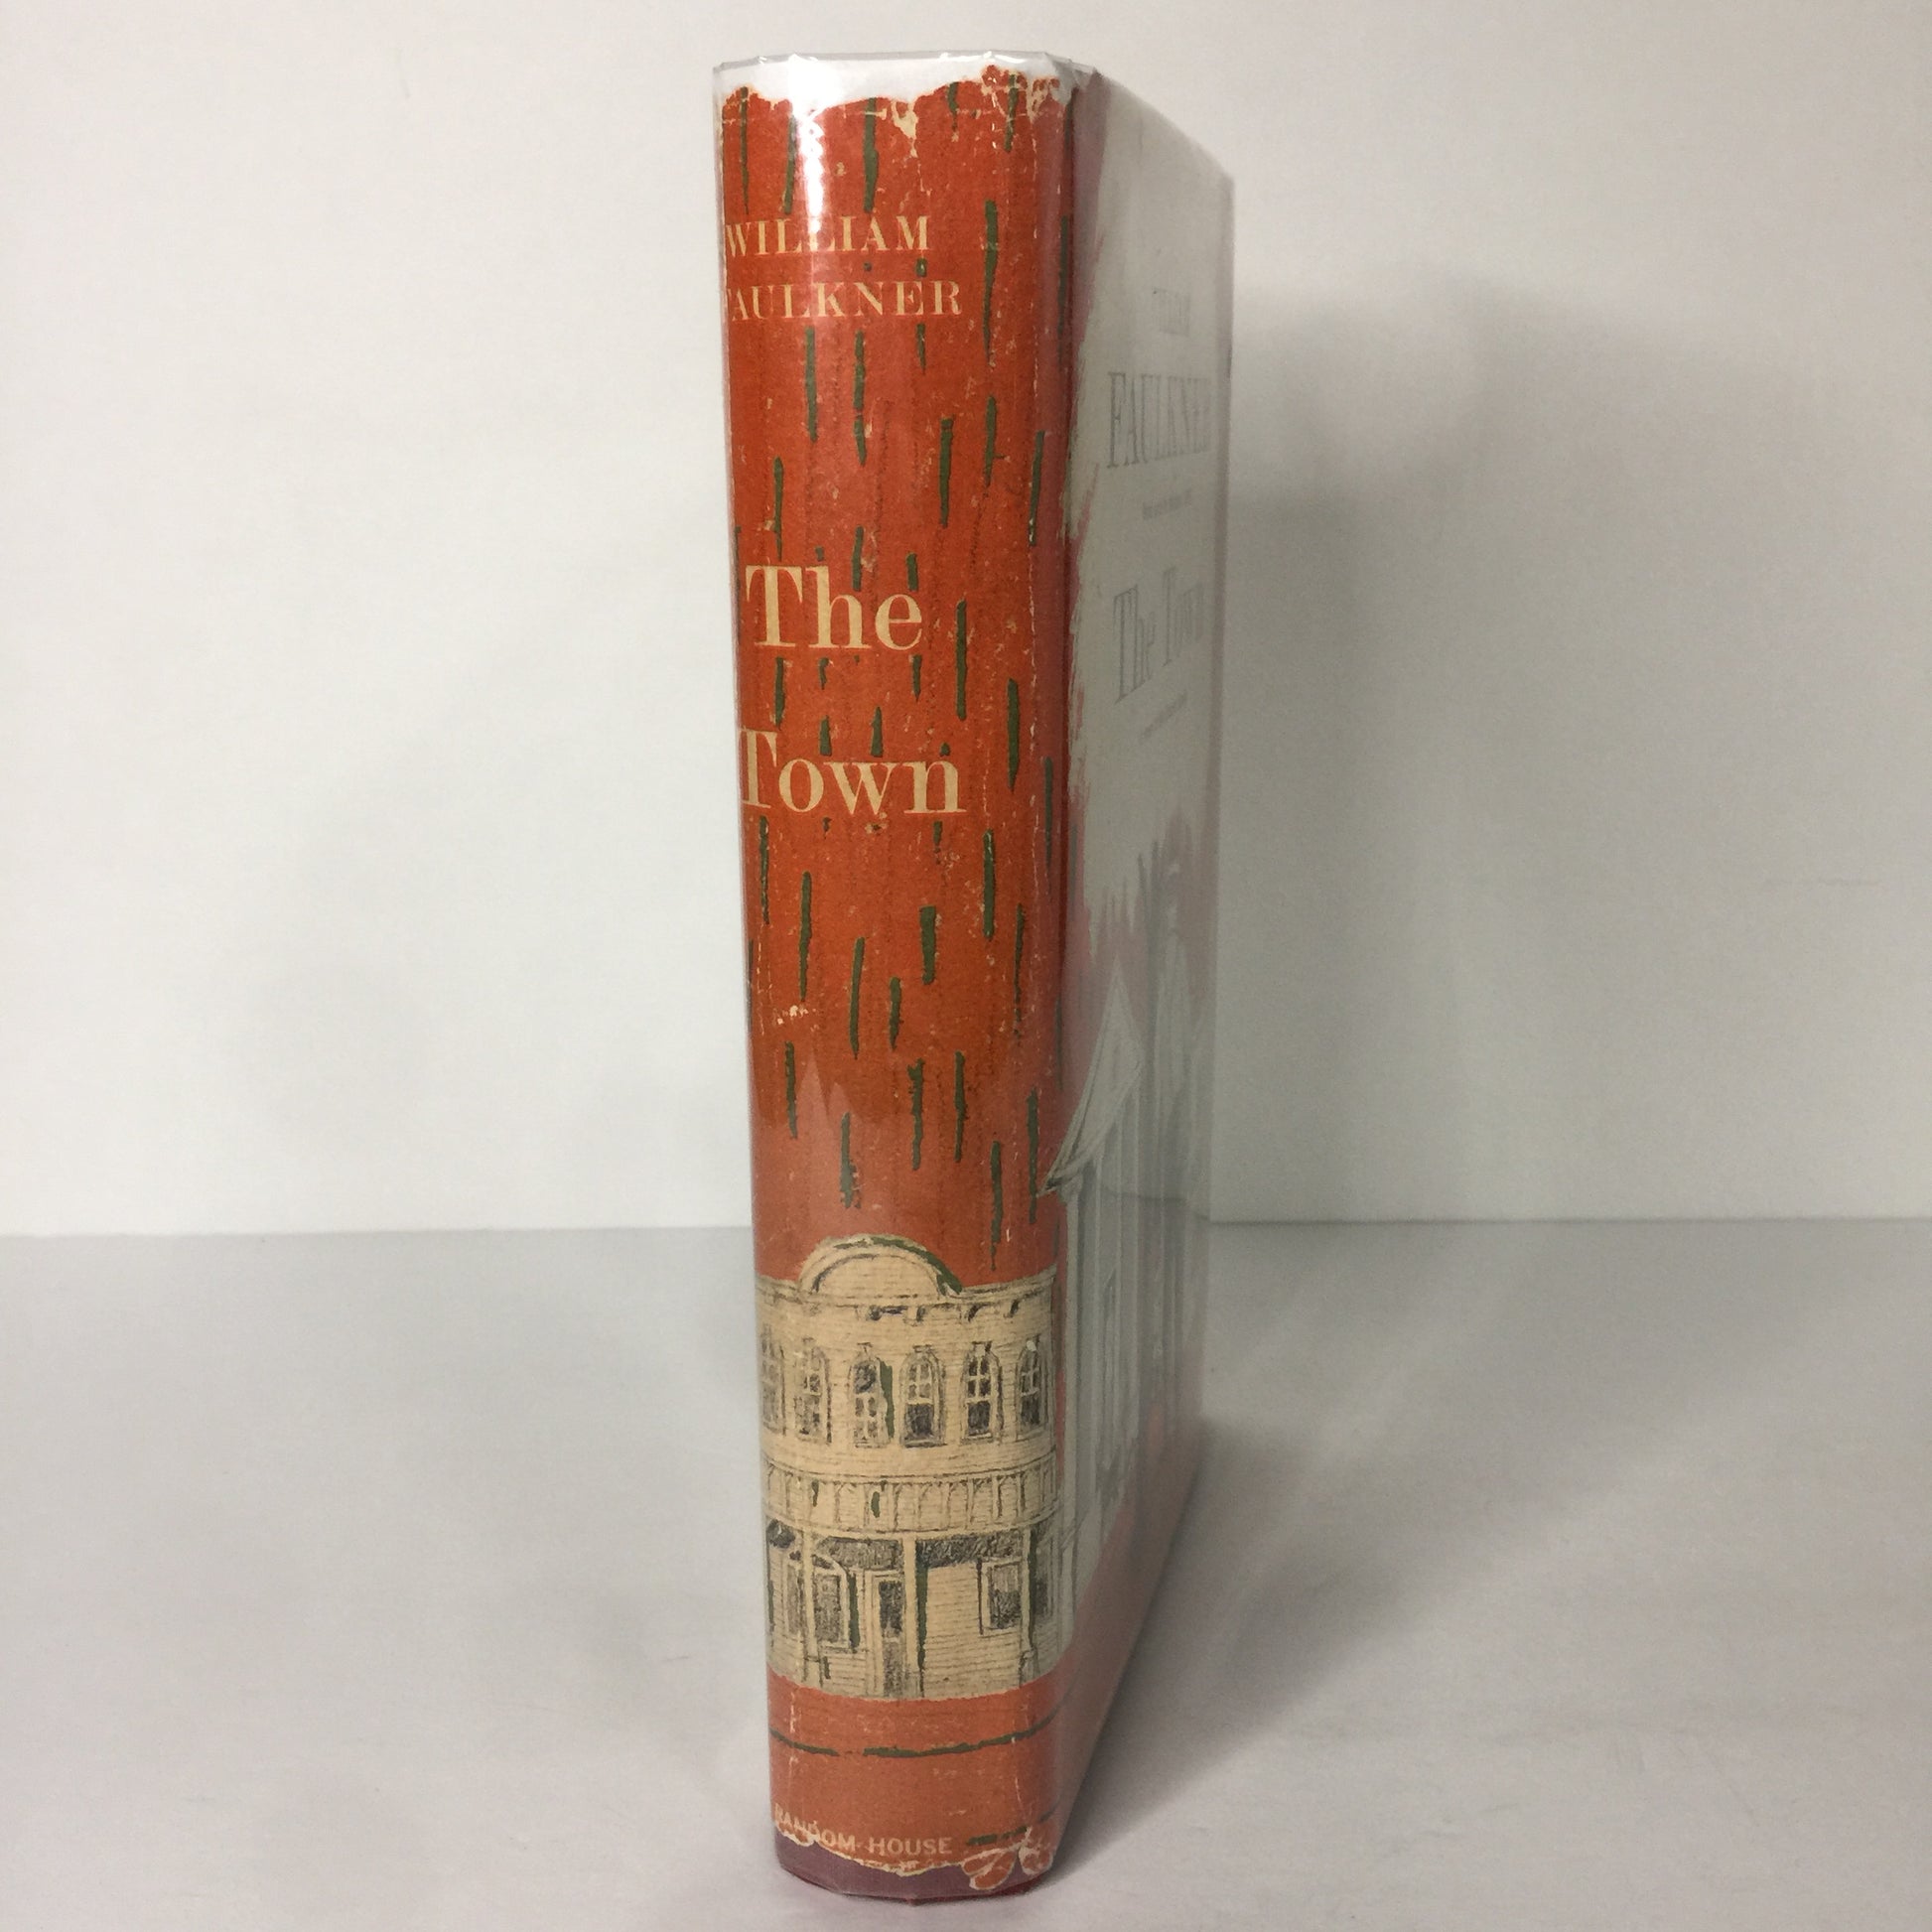 WILLIAM
FAULKNER
The
Town
RANDOM HOUSE
FAULKNER
The Town